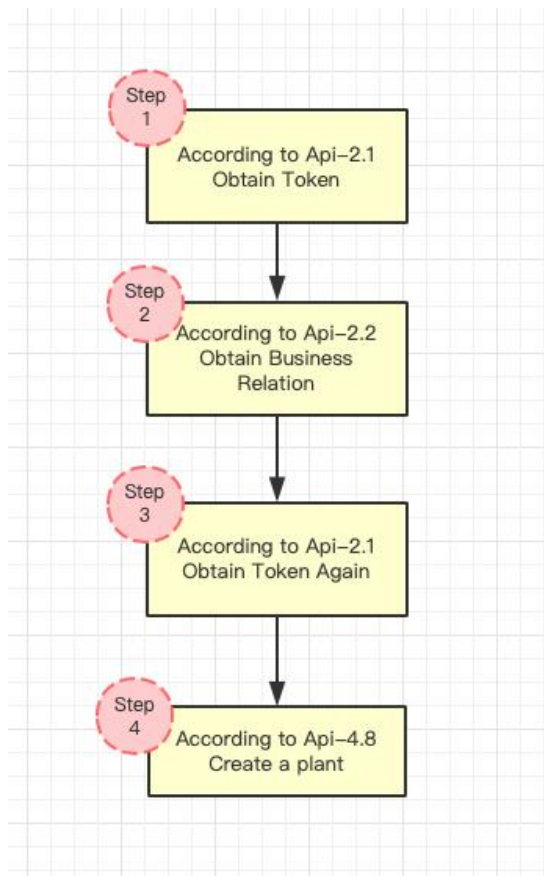 Step
1
According to Api-2.1
Obtain Token
Step
2
According to Api-2.2
Obtain Business
Relation
Step
3
According to Api-2.1
Obtain Token Again
Step
4
According to Api-4.8
Create a plant